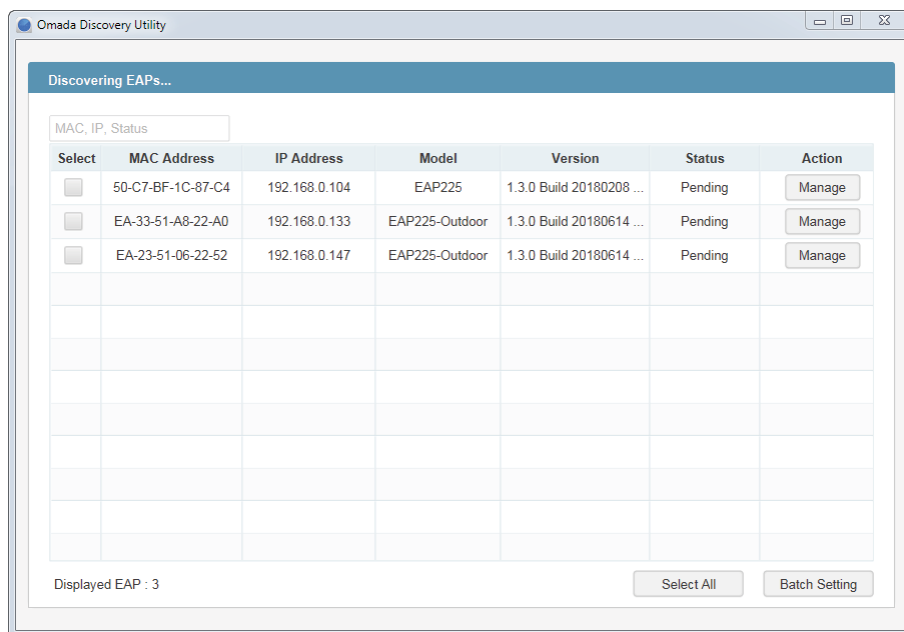 Omada Discovery Utility
Discovering EAPs...
MAC, IP, Status
Select MAC Address IP Address Model Version Status Action
50-C7-BF-1C-87-C4 192.168.0.104 EAP225 1.3.0 Build 20180208 ... Pending Manage
EA-33-51-A8-22-A0 192.168.0.133 EAP225-Outdoor 1.3.0 Build 20180614 ... Pending Manage
EA-23-51-06-22-52 192.168.0.147 EAP225-Outdoor 1.3.0 Build 20180614 ... Pending Manage
Displayed EAP : 3 Select All Batch Setting